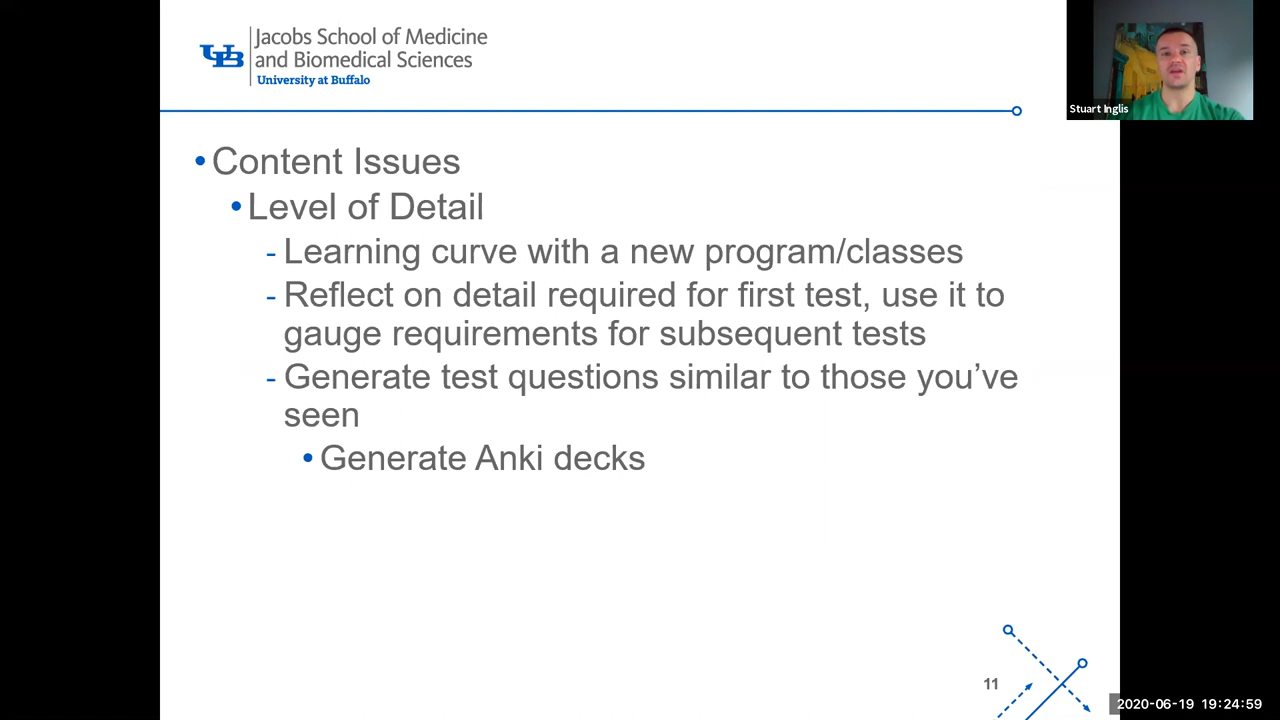 UB
Jacobs School of Medicine
and Biomedical Sciences
University at Buffalo
Stuart Inglis
• Content Issues
• Level of Detail
- Learning curve with a new program/classes
- Reflect on detail required for first test, use it to
gauge requirements for subsequent tests
- Generate test questions similar to those you’ve
seen
• Generate Anki decks
11
2020-06-19 19:24:59